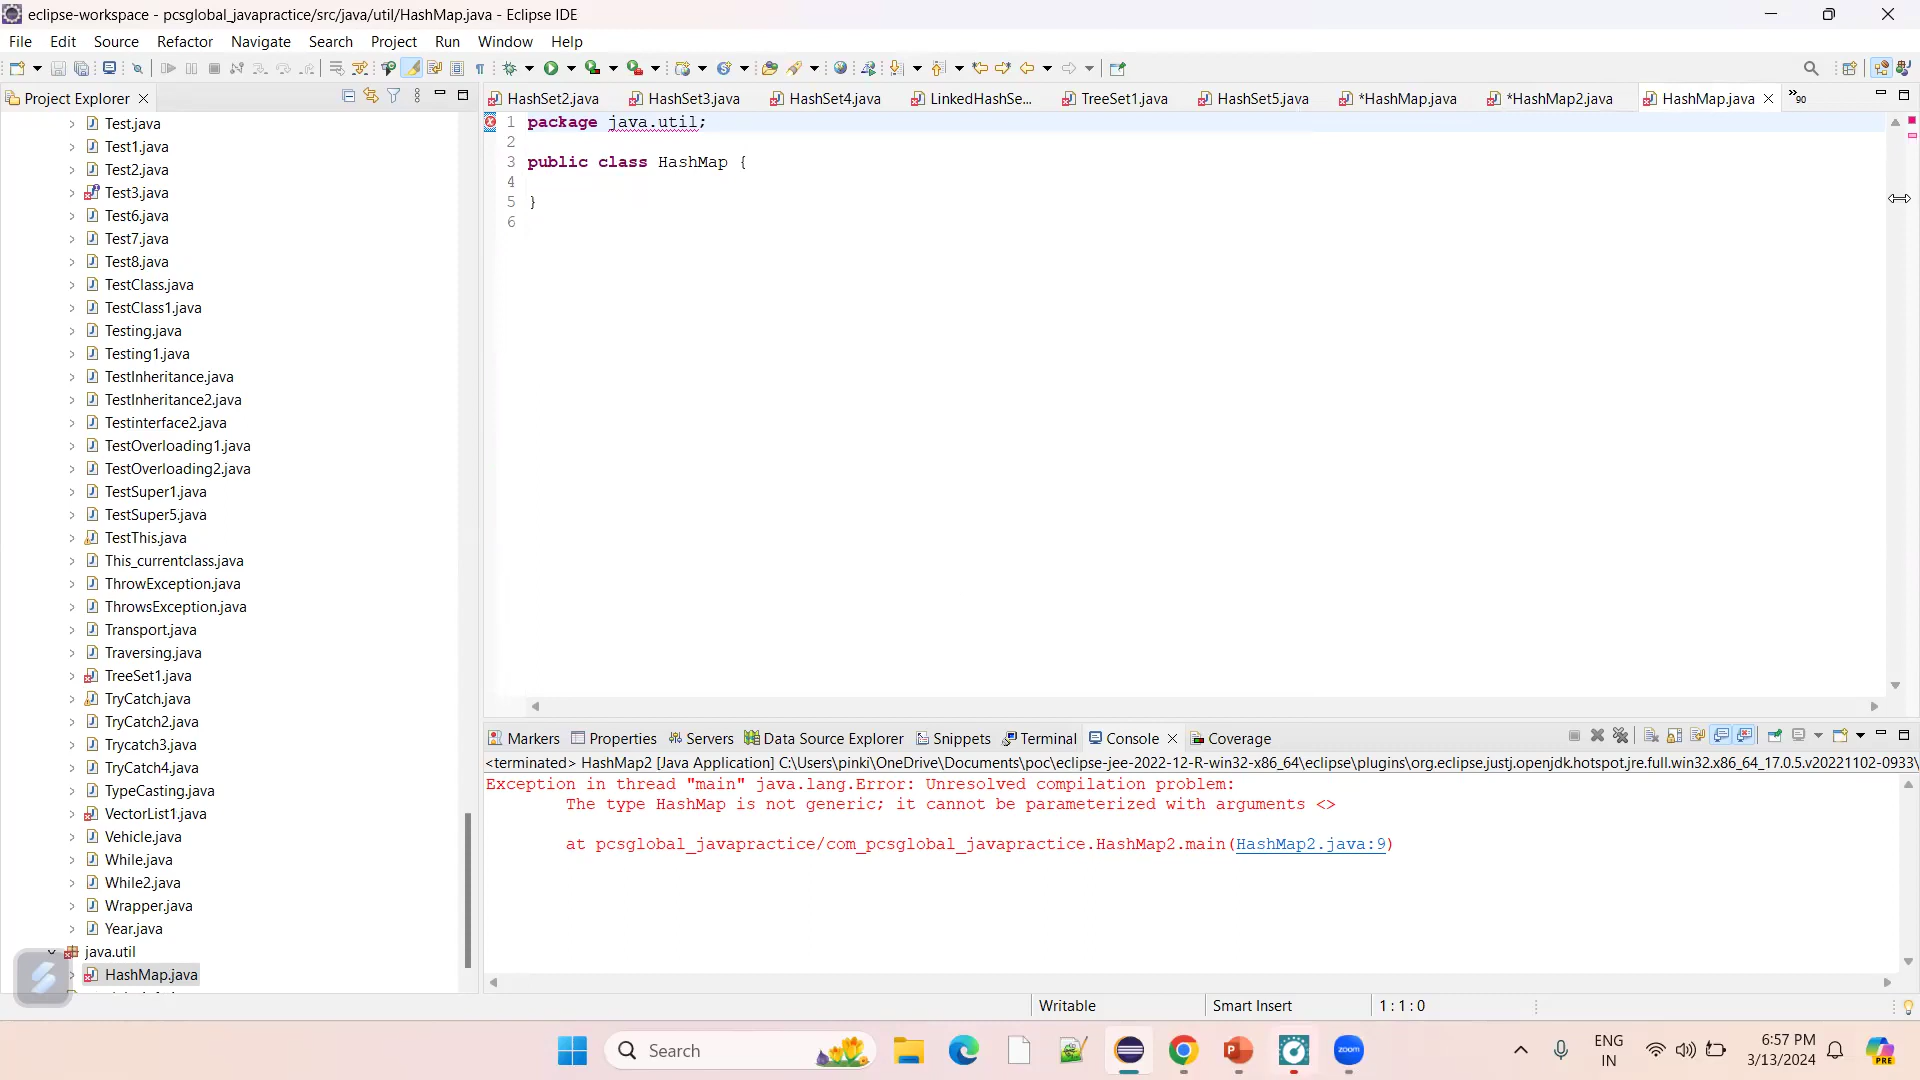 eclipse-workspace - pcsglobal_javapractice/src/java/util/HashMap.java - Eclipse IDE
File Edit Source Refactor Navigate Search Project Run Window Help
Project Explorer
HashSet2.java HashSet3.java HashSet4.java LinkedHashSe... TreeSet1.java HashSet5.java *HashMap.java *HashMap2.java HashMap.java »90
Test.java
Test1.java
Test2.java
Test3.java
Test6.java
Test7.java
Test8.java
TestClass.java
TestClass1.java
Testing.java
Testing1.java
TestInheritance.java
TestInheritance2.java
Testinterface2.java
TestOverloading1.java
TestOverloading2.java
TestSuper1.java
TestSuper5.java
TestThis.java
This_currentclass.java
ThrowException.java
ThrowsException.java
Transport.java
Traversing.java
TreeSet1.java
TryCatch.java
TryCatch2.java
Trycatch3.java
TryCatch4.java
TypeCasting.java
VectorList1.java
Vehicle.java
While.java
While2.java
Wrapper.java
Year.java
java.util
HashMap.java
1 package java.util;
2
3 public class HashMap {
4
5 }
6
Markers Properties Servers Data Source Explorer Snippets Terminal Console Coverage
<terminated> HashMap2 [Java Application] C:\Users\pinki\OneDrive\Documents\poc\eclipse-jee-2022-12-R-win32-x86_64\eclipse\plugins\org.eclipse.justj.openjdk.hotspot.jre.full.win32.x86_64_17.0.5.v20221102-0933\
Exception in thread "main" java.lang.Error: Unresolved compilation problem:
The type HashMap is not generic; it cannot be parameterized with arguments <>
at pcsglobal_javapractice/com_pcsglobal_javapractice.HashMap2.main(HashMap2.java:9)
Writable Smart Insert 1 : 1 : 0
Search
zoom
ENG
IN
6:57 PM
3/13/2024
PRE